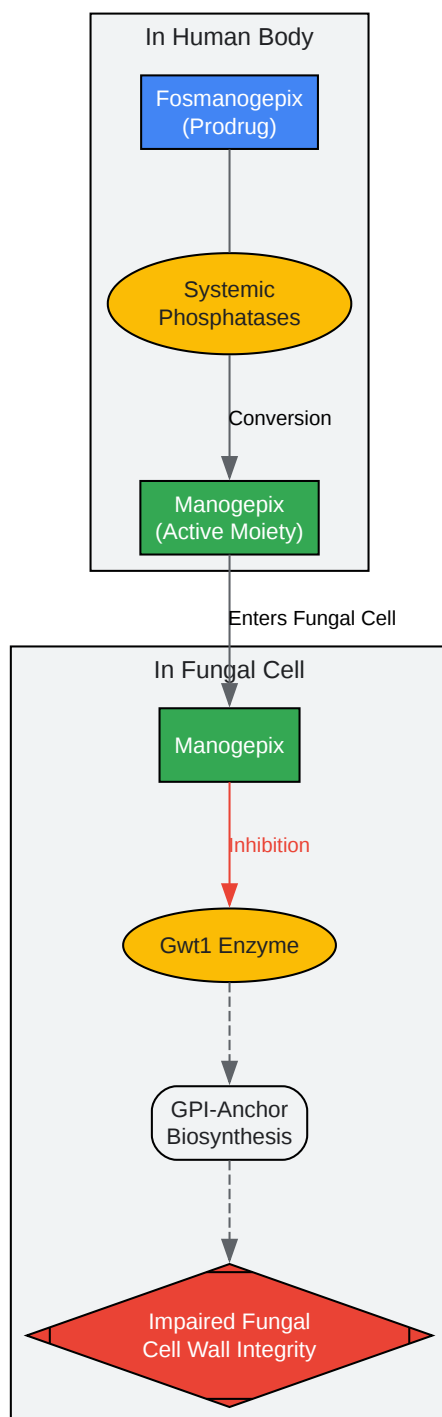 In Human Body
Fosmanogepix
(Prodrug)
Systemic
Phosphatases
Conversion
Manogepix
(Active Moiety)
Enters Fungal Cell
In Fungal Cell
Manogepix
Inhibition
Gwt1 Enzyme
GPI-Anchor
Biosynthesis
Impaired Fungal
Cell Wall Integrity